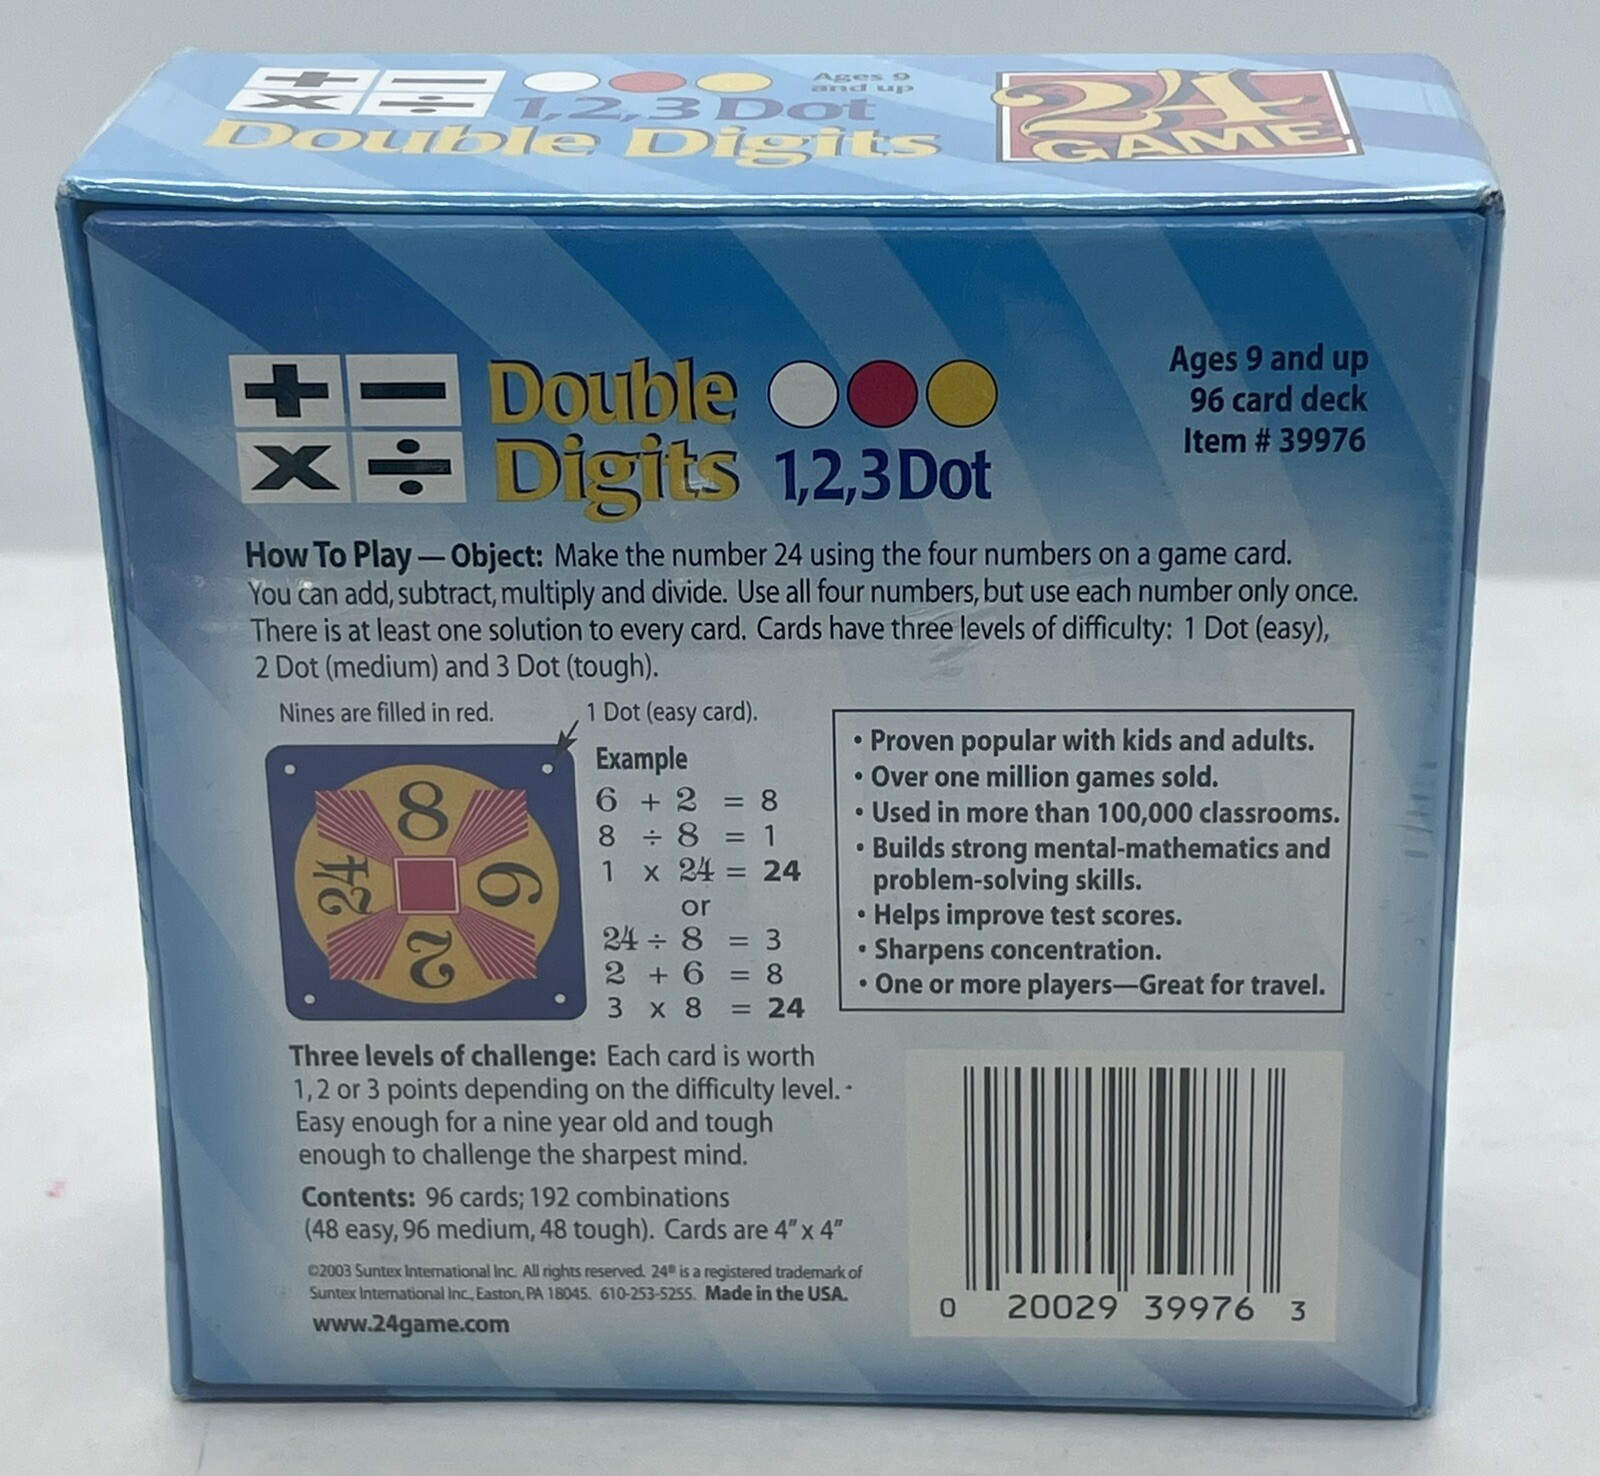 + − Ages 9
x ÷ 1,2,3 Dot and up
Double Digits
24
GAME
+ − Double
x ÷ Digits 1,2,3 Dot
Ages 9 and up
96 card deck
Item # 39976
How To Play — Object: Make the number 24 using the four numbers on a game card.
You can add, subtract, multiply and divide. Use all four numbers, but use each number only once.
There is at least one solution to every card. Cards have three levels of difficulty: 1 Dot (easy),
2 Dot (medium) and 3 Dot (tough).
Nines are filled in red.
1 Dot (easy card).
8
24
6
2
Example
6 + 2 = 8
8 ÷ 8 = 1
1 x 24 = 24
or
24 ÷ 8 = 3
2 + 6 = 8
3 x 8 = 24
• Proven popular with kids and adults.
• Over one million games sold.
• Used in more than 100,000 classrooms.
• Builds strong mental-mathematics and
problem-solving skills.
• Helps improve test scores.
• Sharpens concentration.
• One or more players—Great for travel.
Three levels of challenge: Each card is worth
1, 2 or 3 points depending on the difficulty level.
Easy enough for a nine year old and tough
enough to challenge the sharpest mind.
Contents: 96 cards; 192 combinations
(48 easy, 96 medium, 48 tough). Cards are 4" x 4"
©2003 Suntex International Inc. All rights reserved. 24® is a registered trademark of
Suntex International Inc., Easton, PA 18045. 610-253-5255. Made in the USA.
www.24game.com
0 20029 39976 3